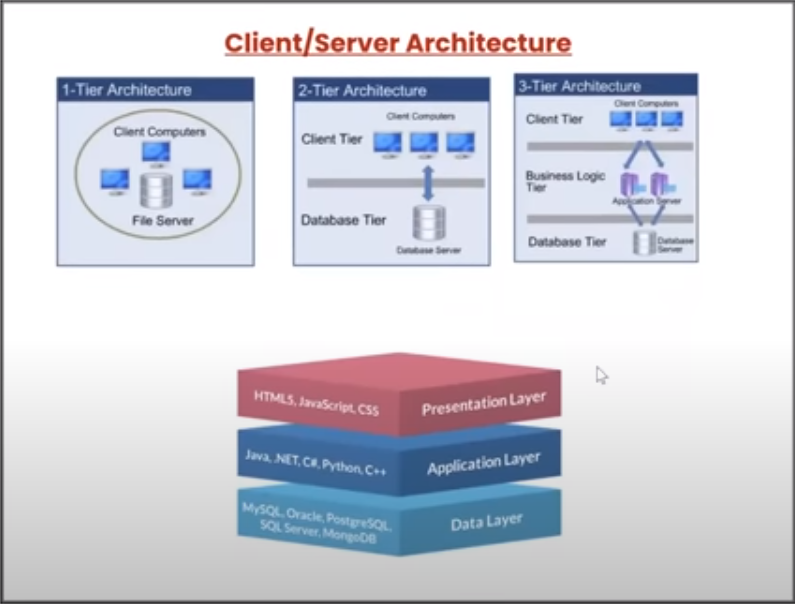 Client/Server Architecture
1-Tier Architecture
Client Computers
File Server
2-Tier Architecture
Client Computers
Client Tier
Database Tier
Database Server
3-Tier Architecture
Client Computers
Client Tier
Business Logic
Tier
Application Server
Database Tier
Database
Server
HTML5, JavaScript, CSS
Presentation Layer
Java, .NET, C#, Python, C++
Application Layer
MySQL, Oracle, PostgreSQL,
SQL Server, MongoDB
Data Layer